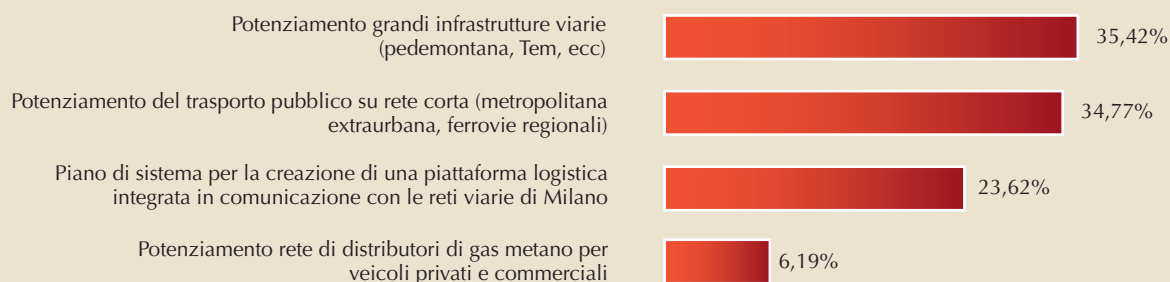 Potenziamento grandi infrastrutture viarie
(pedemontana, Tem, ecc)
35,42%
Potenziamento del trasporto pubblico su rete corta (metropolitana
extraurbana, ferrovie regionali)
34,77%
Piano di sistema per la creazione di una piattaforma logistica
integrata in comunicazione con le reti viarie di Milano
23,62%
Potenziamento rete di distributori di gas metano per
veicoli privati e commerciali
6,19%